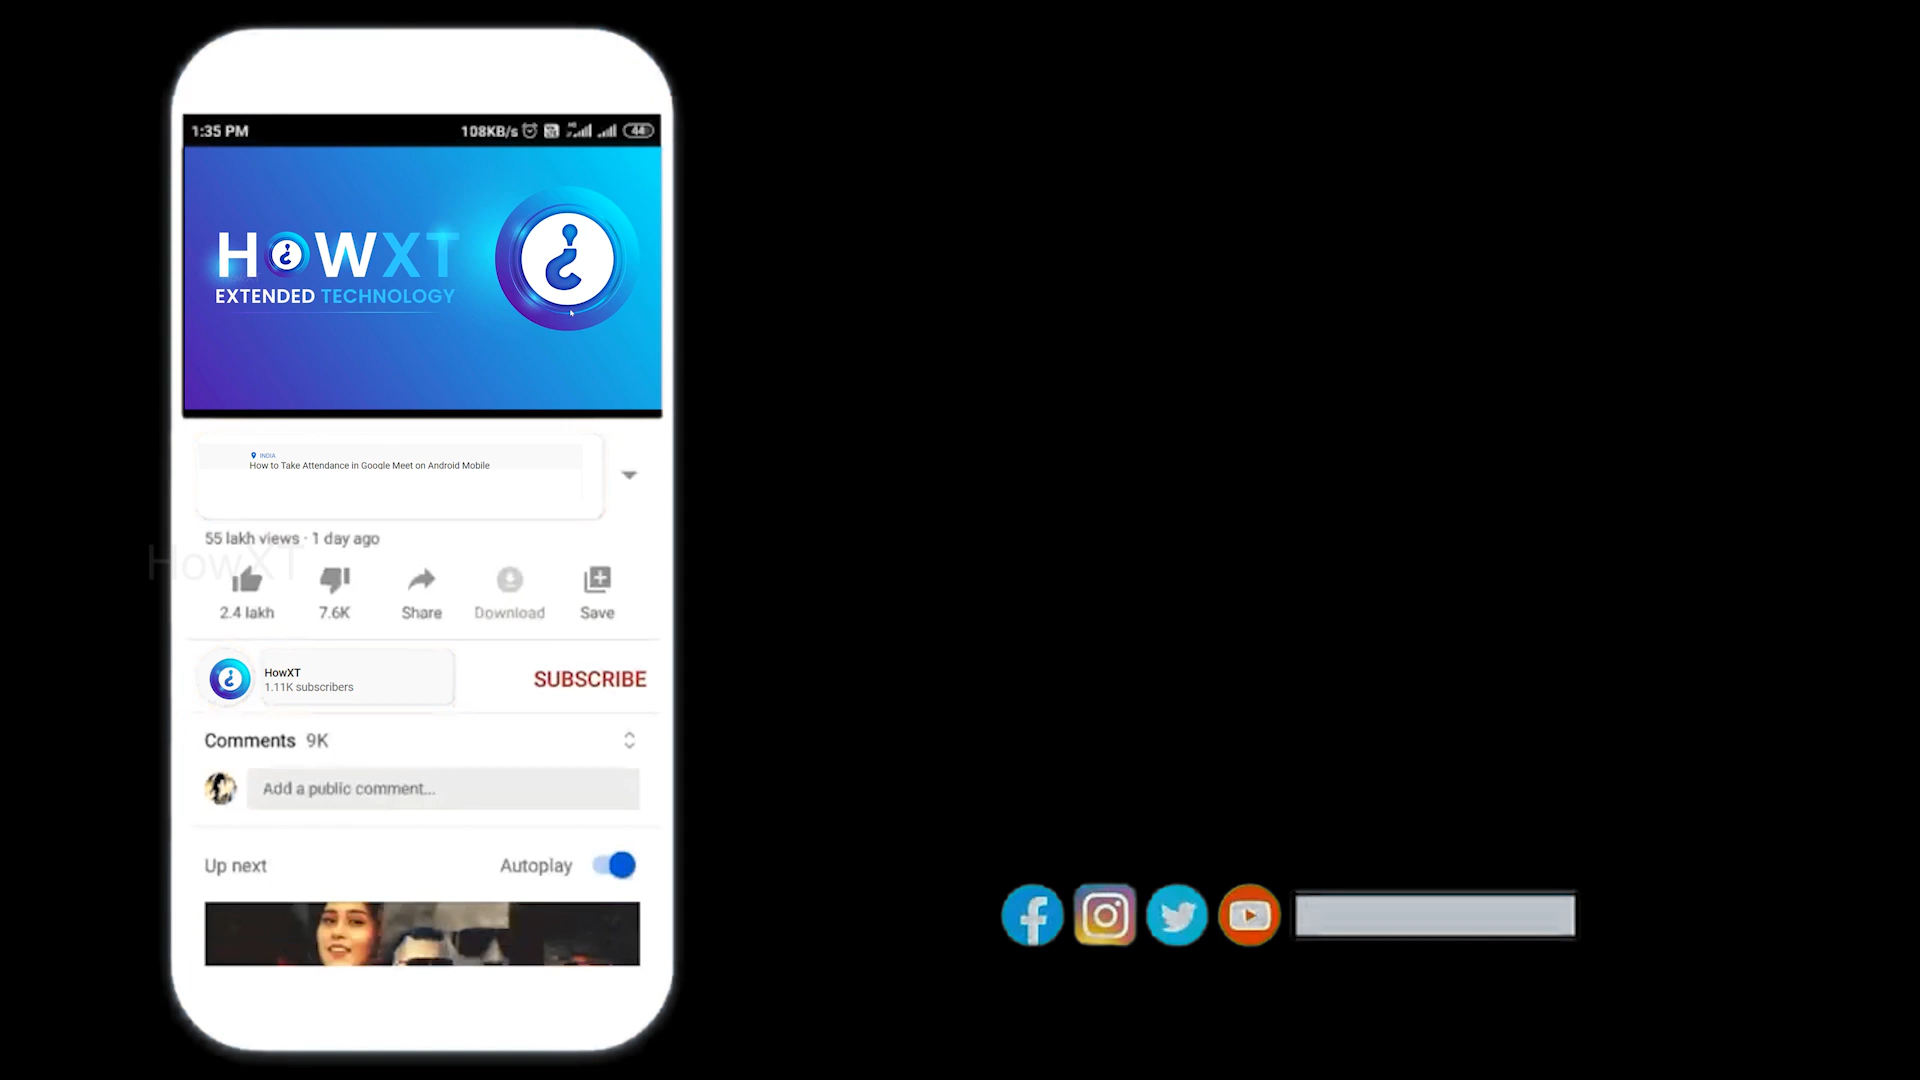 1:35 PM
108KB/s
44
HOWXT
EXTENDED TECHNOLOGY
INDIA
How to Take Attendance in Google Meet on Android Mobile
55 lakh views · 1 day ago
HowXT
2.4 lakh
7.6K
Share
Download
Save
HowXT
1.11K subscribers
SUBSCRIBE
Comments 9K
Add a public comment...
Up next
Autoplay